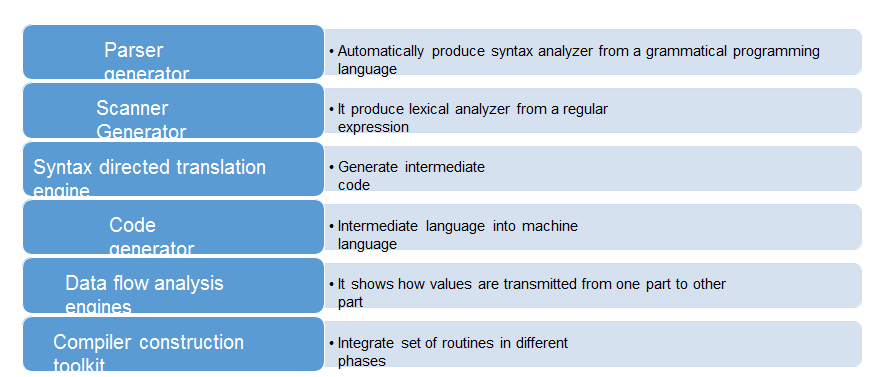 Parser
generator
• Automatically produce syntax analyzer from a grammatical programming
language
Scanner
Generator
• It produce lexical analyzer from a regular
expression
Syntax directed translation
engine
• Generate intermediate
code
Code
generator
• Intermediate language into machine
language
Data flow analysis
engines
• It shows how values are transmitted from one part to other
part
Compiler construction
toolkit
• Integrate set of routines in different
phases